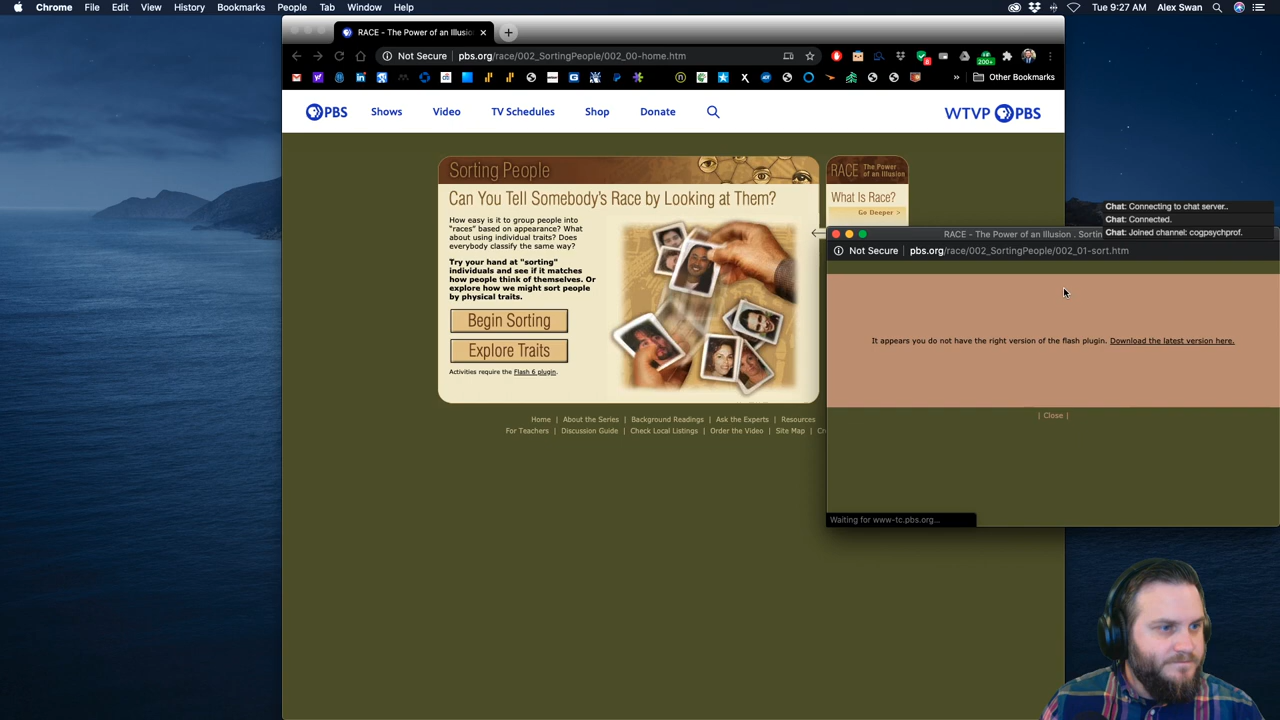 Chrome File Edit View History Bookmarks People Tab Window Help
Tue 9:27 AM Alex Swan
RACE - The Power of an Illusio
Not Secure pbs.org/race/002_SortingPeople/002_00-home.htm
6 200+
Other Bookmarks
PBS Shows Video TV Schedules Shop Donate
WTVP PBS
Sorting People
Can You Tell Somebody's Race by Looking at Them?
How easy is it to group people into
"races" based on appearance? What
about using individual traits? Does
everybody classify the same way?
Try your hand at "sorting"
individuals and see if it matches
how people think of themselves. Or
explore how we might sort people
by physical traits.
Begin Sorting
Explore Traits
Activities require the Flash 6 plugin.
RACE The Power
of an Illusion
What Is Race?
Go Deeper >
Home | About the Series | Background Readings | Ask the Experts | Resources
For Teachers | Discussion Guide | Check Local Listings | Order the Video | Site Map | Cr
Chat: Connecting to chat server..
Chat: Connected.
Chat: Joined channel: cogpsychprof.
RACE - The Power of an Illusion . Sortin
Not Secure pbs.org/race/002_SortingPeople/002_01-sort.htm
It appears you do not have the right version of the flash plugin. Download the latest version here.
| Close |
Waiting for www-tc.pbs.org...